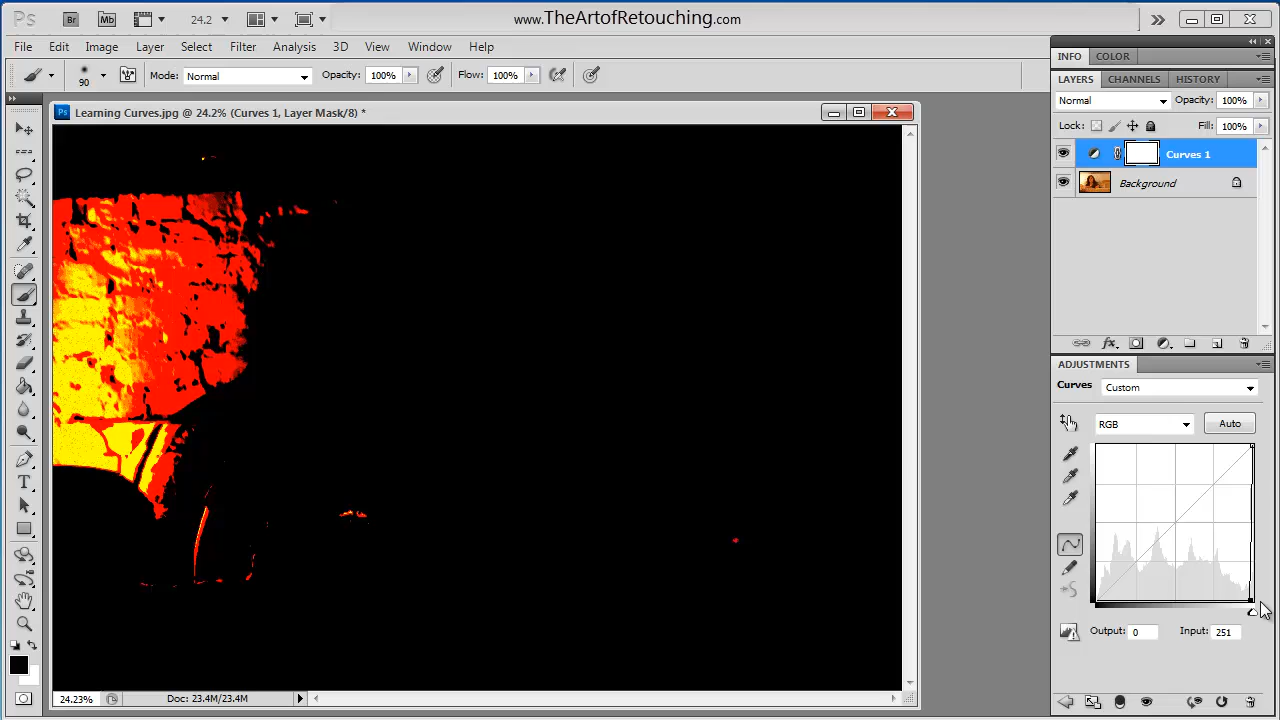 Ps Br Mb 24.2 www.TheArtofRetouching.com
File Edit Image Layer Select Filter Analysis 3D View Window Help
90 Mode: Normal Opacity: 100% Flow: 100%
INFO COLOR
LAYERS CHANNELS HISTORY
Normal Opacity: 100%
Lock: Fill: 100%
Curves 1
Background
Ps Learning Curves.jpg @ 24.2% (Curves 1, Layer Mask/8) *
T
fx
ADJUSTMENTS
Curves Custom
RGB Auto
Output: 0 Input: 251
24.23% Doc: 23.4M/23.4M